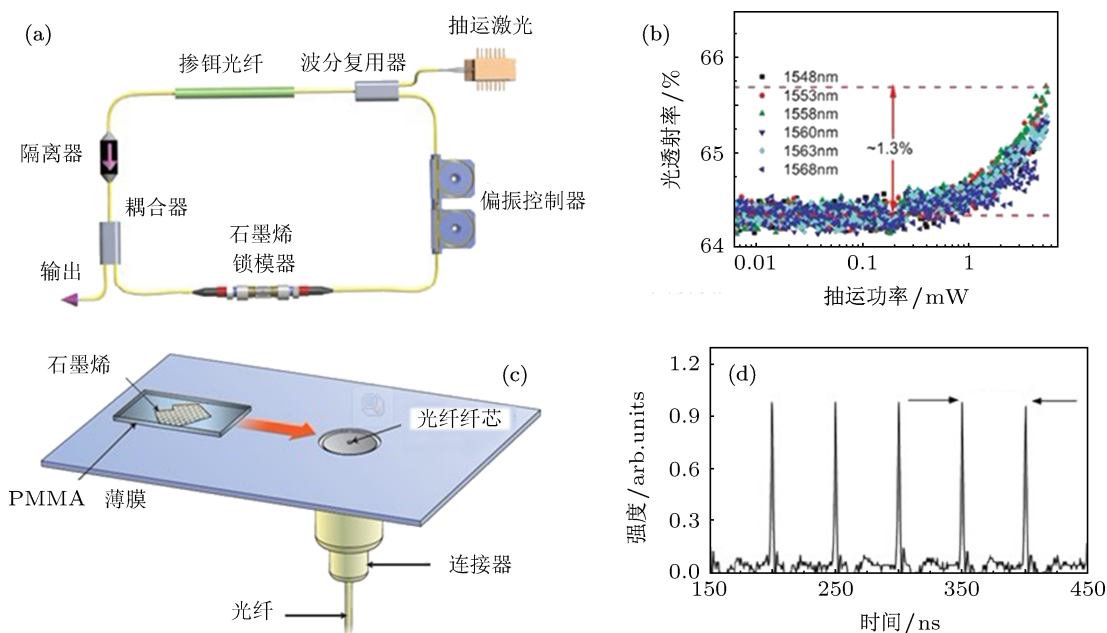 (a)
抽运激光
掺铒光纤
波分复用器
隔离器
耦合器
偏振控制器
石墨烯
锁模器
输出
(b)
66
65
64
光透射率/%
1548nm
1553nm
1558nm
1560nm
1563nm
1568nm
~1.3%
0.01
0.1
1
抽运功率/mW
(c)
石墨烯
光纤纤芯
PMMA 薄膜
连接器
光纤
(d)
1.2
0.9
0.6
0.3
0.0
强度/arb.units
150
250
350
450
时间/ns